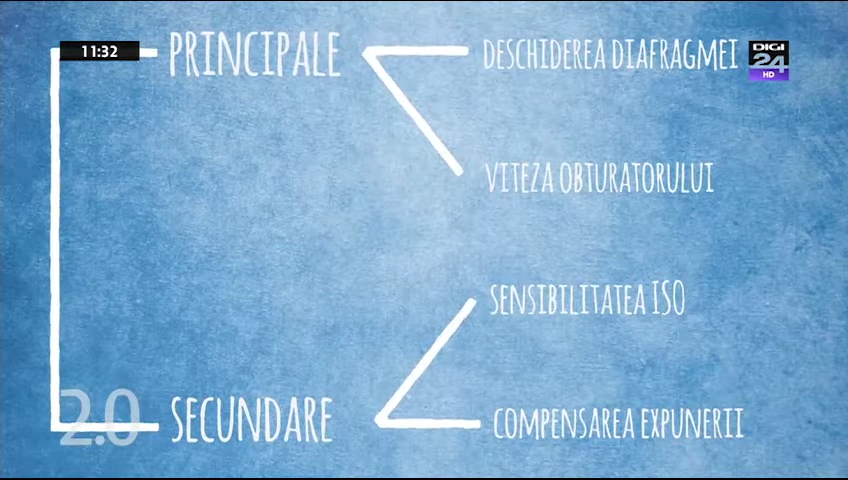 11:32
PRINCIPALE
DESCHIDEREA DIAFRAGMEI
DIGI
24
HD
VITEZA OBTURATORULUI
SENSIBILITATEA ISO
2.0
SECUNDARE
COMPENSAREA EXPUNERII